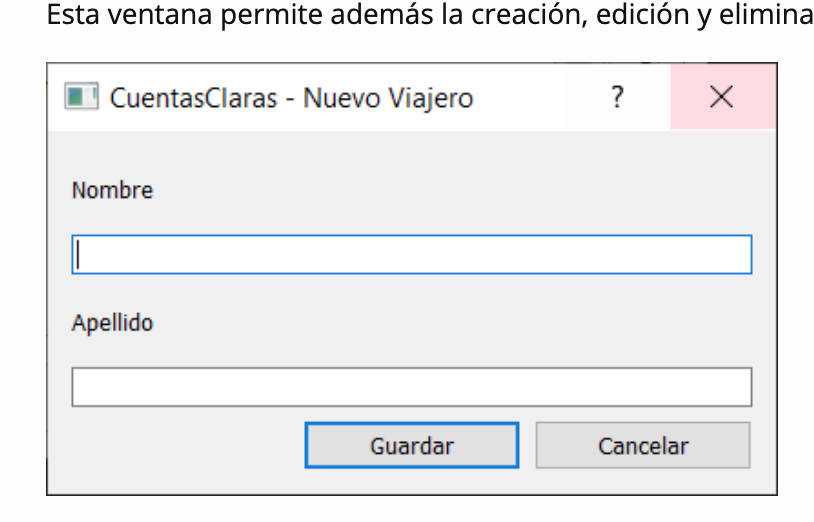 Esta ventana permite además la creación, edición y elimina
CuentasClaras - Nuevo Viajero ?
Nombre
Apellido
Guardar Cancelar